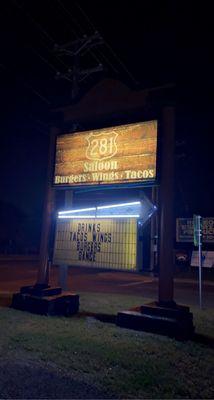 281
Saloon
Burgers · Wings · Tacos
DRINKS
TACOS WINGS
BURGERS
DANCE